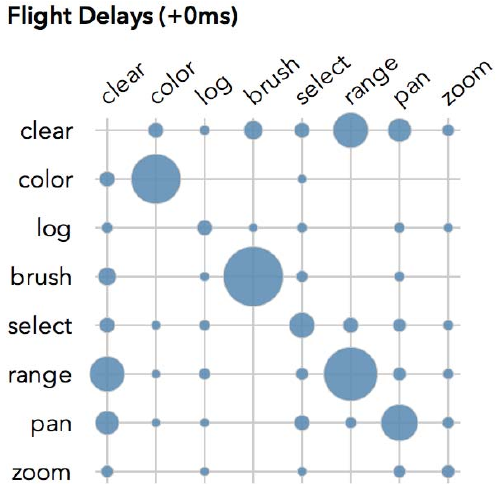 Flight Delays (+0ms)
clear color log brush select range pan zoom
clear
color
log
brush
select
range
pan
zoom